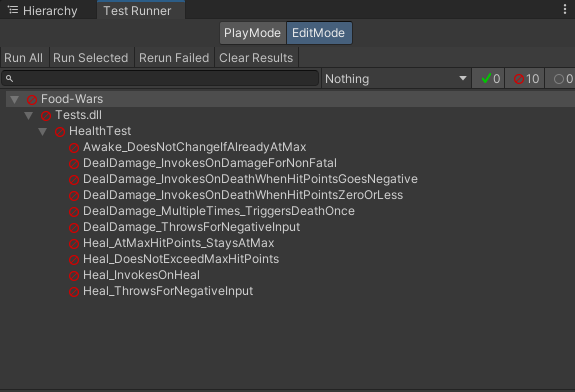 Hierarchy Test Runner
PlayMode EditMode
Run All Run Selected Rerun Failed Clear Results
Nothing 0 10 0
Food-Wars
Tests.dll
HealthTest
Awake_DoesNotChangeIfAlreadyAtMax
DealDamage_InvokesOnDamageForNonFatal
DealDamage_InvokesOnDeathWhenHitPointsGoesNegative
DealDamage_InvokesOnDeathWhenHitPointsZeroOrLess
DealDamage_MultipleTimes_TriggersDeathOnce
DealDamage_ThrowsForNegativeInput
Heal_AtMaxHitPoints_StaysAtMax
Heal_DoesNotExceedMaxHitPoints
Heal_InvokesOnHeal
Heal_ThrowsForNegativeInput